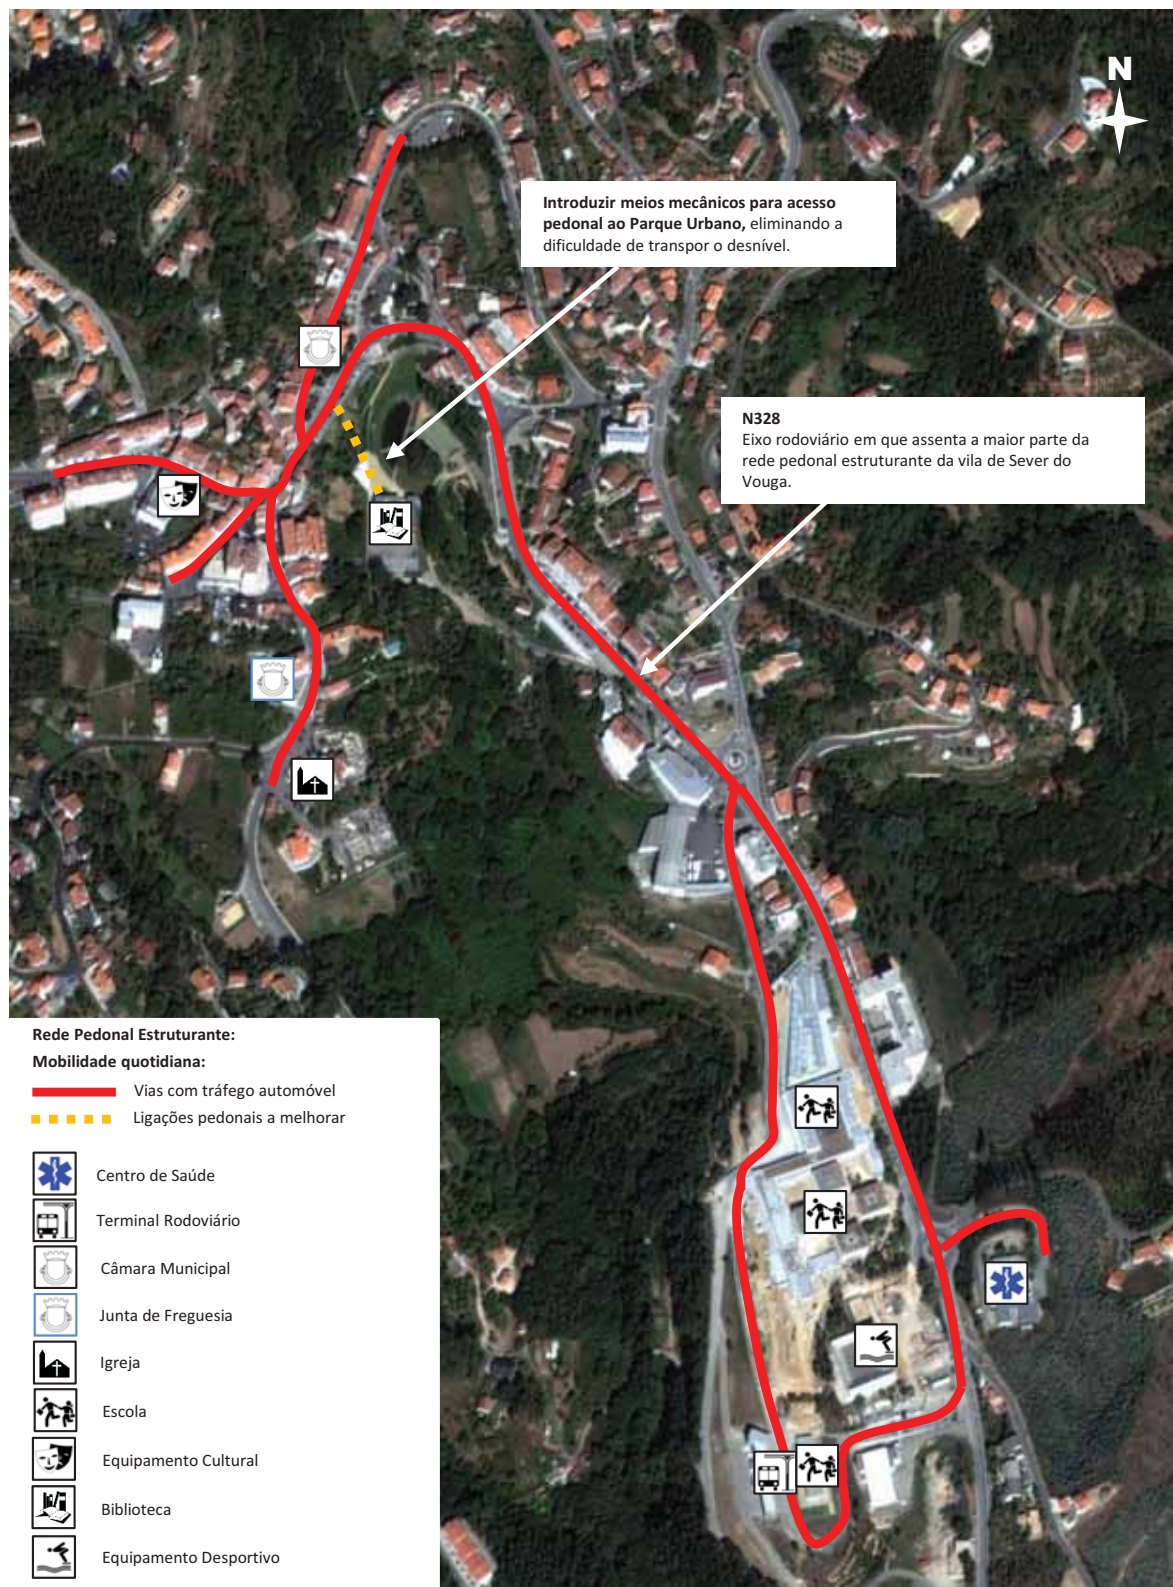 N
Introduzir meios mecânicos para acesso
pedonal ao Parque Urbano, eliminando a
dificuldade de transpor o desnível.
N328
Eixo rodoviário em que assenta a maior parte da
rede pedonal estruturante da vila de Sever do
Vouga.
Rede Pedonal Estruturante:
Mobilidade quotidiana:
Vias com tráfego automóvel
Ligações pedonais a melhorar
Centro de Saúde
Terminal Rodoviário
Câmara Municipal
Junta de Freguesia
Igreja
Escola
Equipamento Cultural
Biblioteca
Equipamento Desportivo